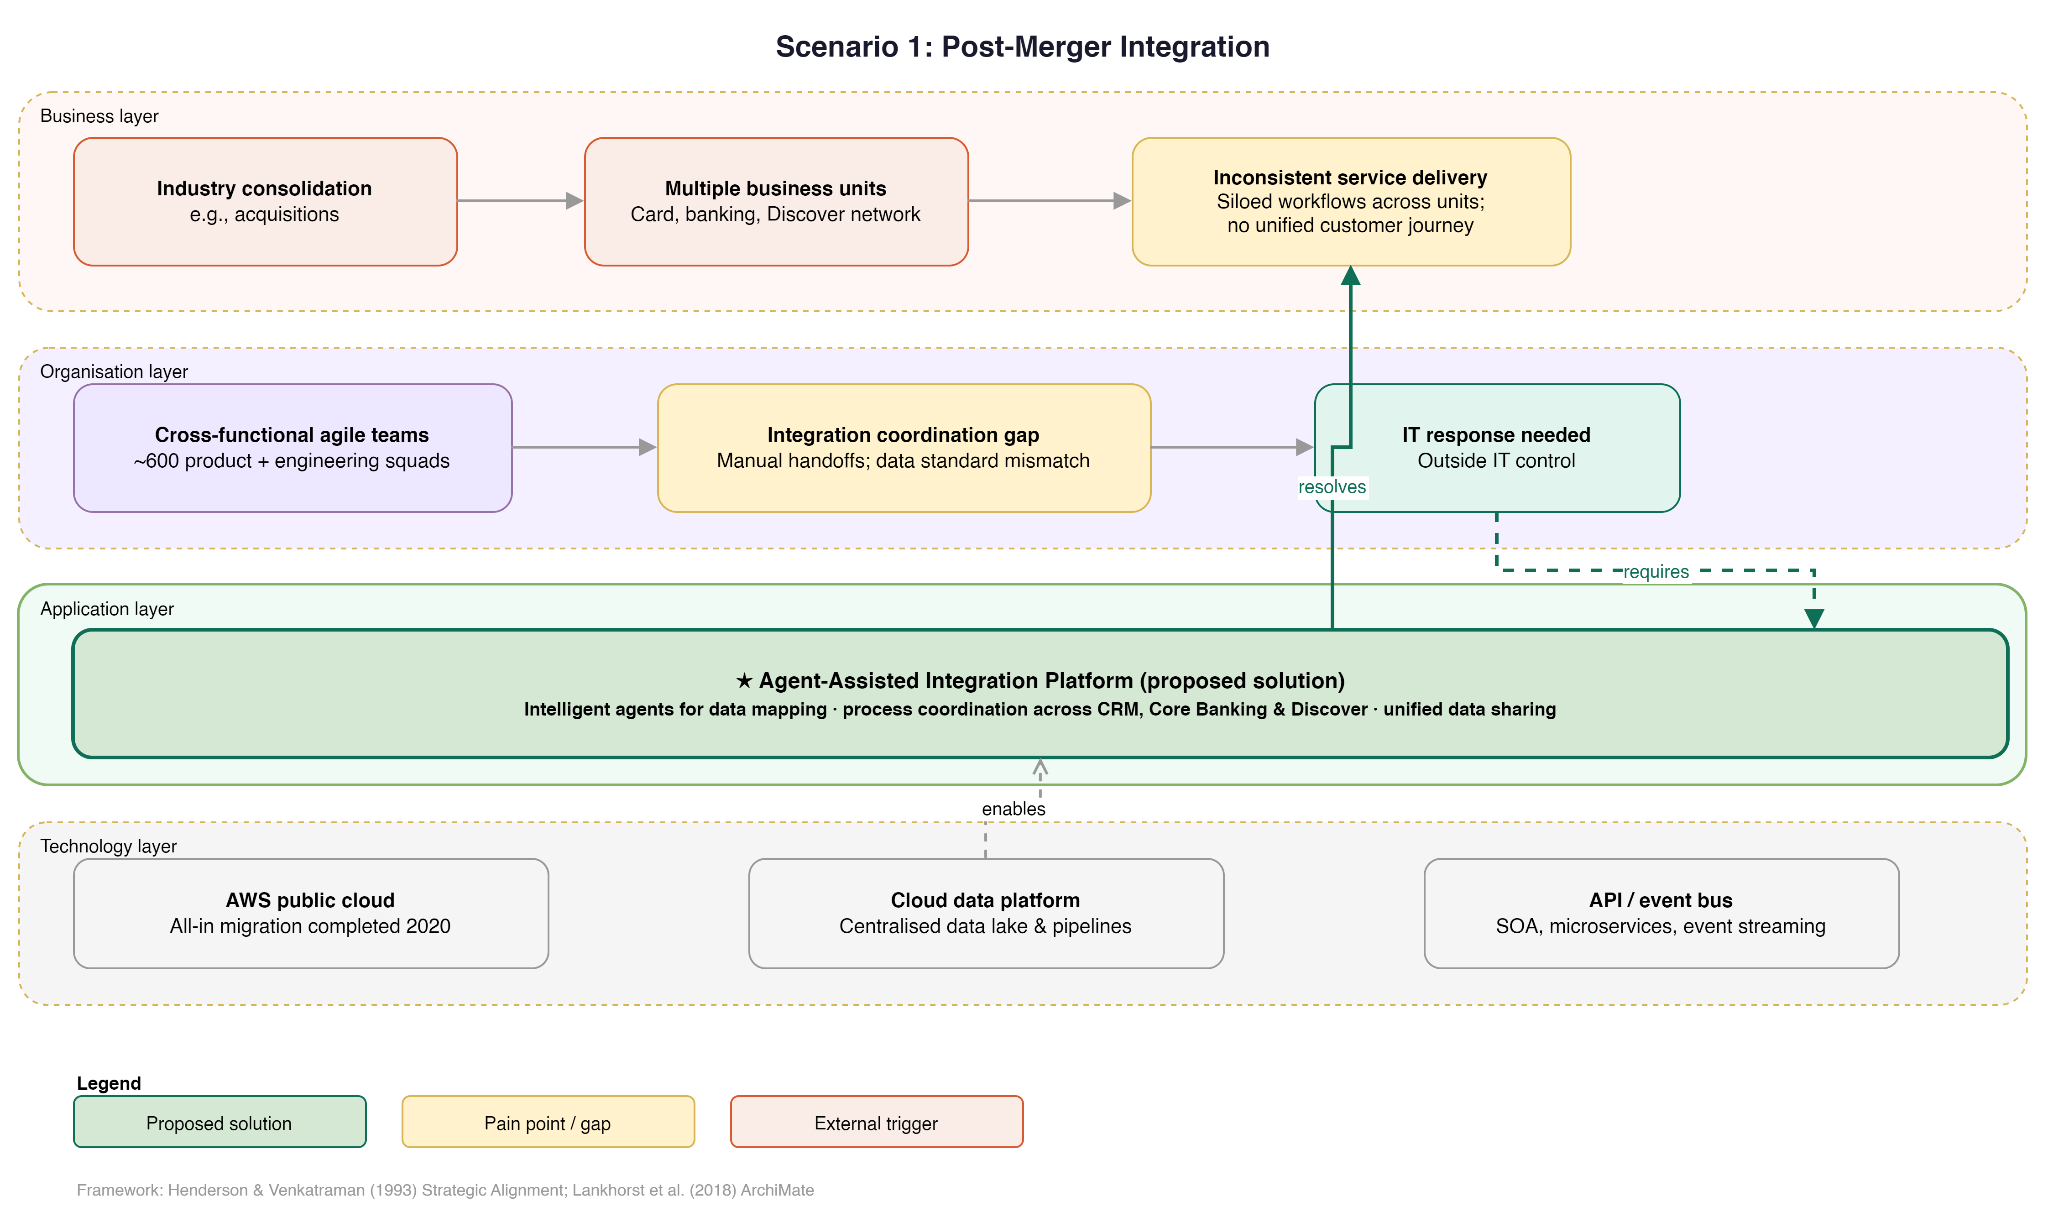 Scenario 1: Post-Merger Integration
Business layer
Industry consolidation
e.g., acquisitions
Multiple business units
Card, banking, Discover network
Inconsistent service delivery
Siloed workflows across units;
no unified customer journey
Organisation layer
Cross-functional agile teams
~600 product + engineering squads
Integration coordination gap
Manual handoffs; data standard mismatch
IT response needed
Outside IT control
resolves
requires
Application layer
★ Agent-Assisted Integration Platform (proposed solution)
Intelligent agents for data mapping · process coordination across CRM, Core Banking & Discover · unified data sharing
enables
Technology layer
AWS public cloud
All-in migration completed 2020
Cloud data platform
Centralised data lake & pipelines
API / event bus
SOA, microservices, event streaming
Legend
Proposed solution
Pain point / gap
External trigger
Framework: Henderson & Venkatraman (1993) Strategic Alignment; Lankhorst et al. (2018) ArchiMate